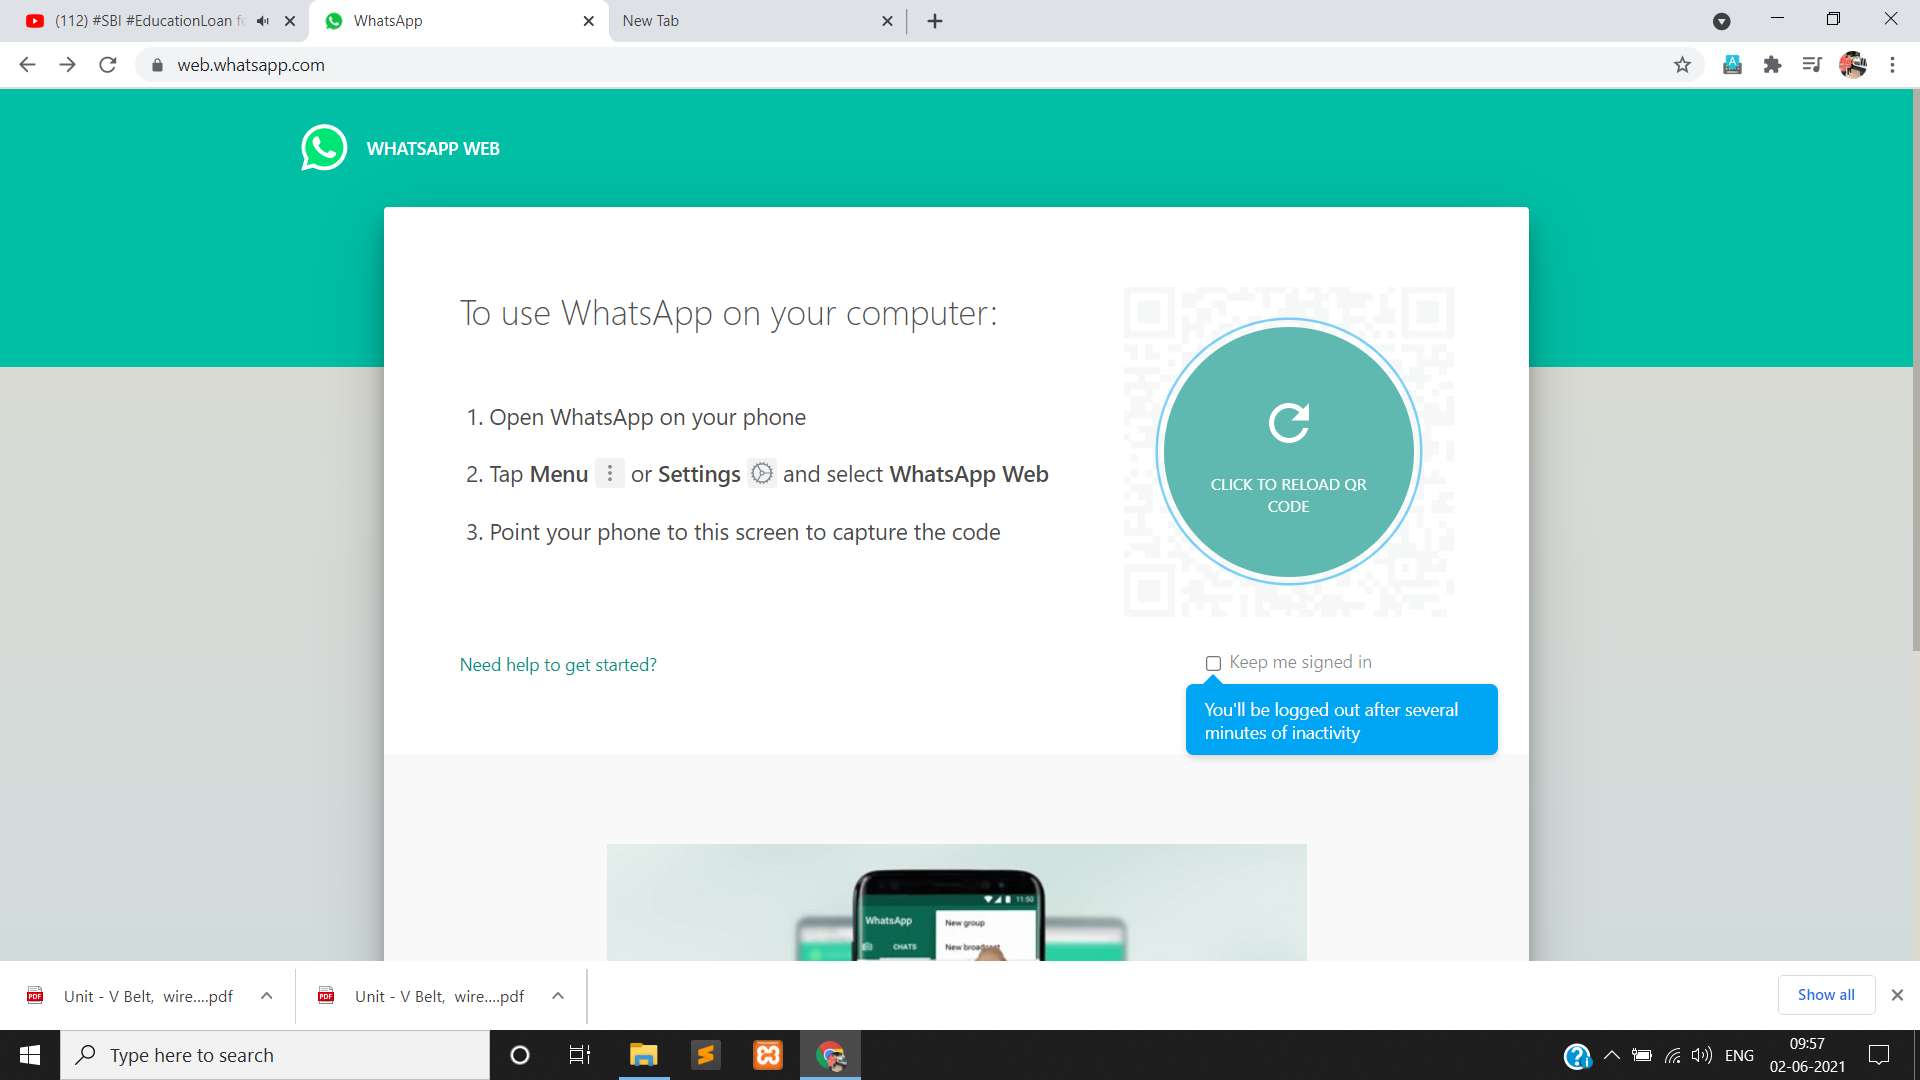 (112) #SBI #EducationLoan f
WhatsApp
New Tab
web.whatsapp.com
WHATSAPP WEB
To use WhatsApp on your computer:
1. Open WhatsApp on your phone
2. Tap Menu or Settings and select WhatsApp Web
3. Point your phone to this screen to capture the code
CLICK TO RELOAD QR
CODE
Need help to get started?
Keep me signed in
You'll be logged out after several
minutes of inactivity
11:50
WhatsApp
New group
CHATS
New broadcast
Unit - V Belt, wire....pdf
Unit - V Belt, wire....pdf
Show all
Type here to search
ENG
09:57
02-06-2021